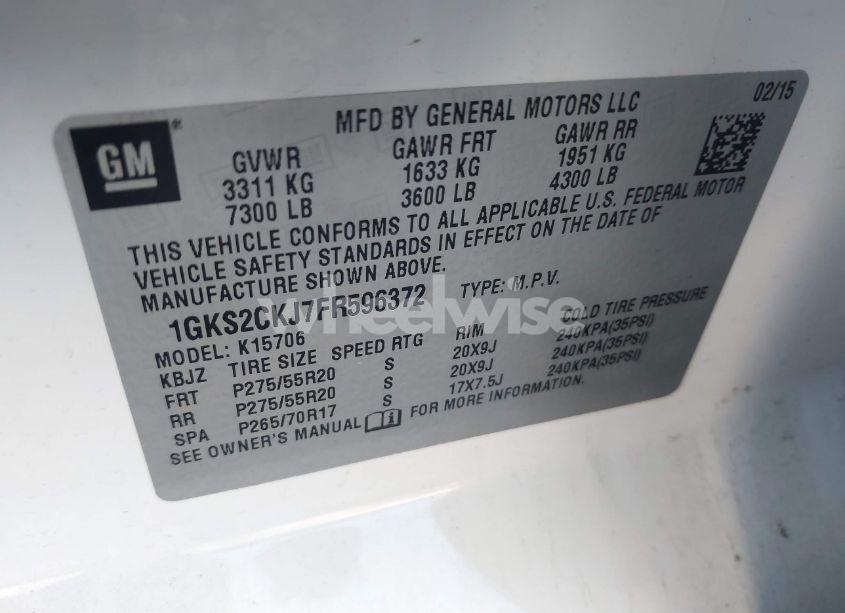 02/15
MFD BY GENERAL MOTORS LLC
GM®
GVWR GAWR FRT GAWR RR
3311 KG 1633 KG 1951 KG
7300 LB 3600 LB 4300 LB
THIS VEHICLE CONFORMS TO ALL APPLICABLE U.S. FEDERAL MOTOR
VEHICLE SAFETY STANDARDS IN EFFECT ON THE DATE OF
MANUFACTURE SHOWN ABOVE.
1GKS2CKJ7FR596372 TYPE: M.P.V.
wheelwise
MODEL: K15706
KBJZ TIRE SIZE SPEED RTG RIM COLD TIRE PRESSURE
FRT P275/55R20 S 20X9J 240KPA(35PSI)
RR P275/55R20 S 20X9J 240KPA(35PSI)
SPA P265/70R17 S 17X7.5J 240KPA(35PSI)
SEE OWNER'S MANUAL FOR MORE INFORMATION.